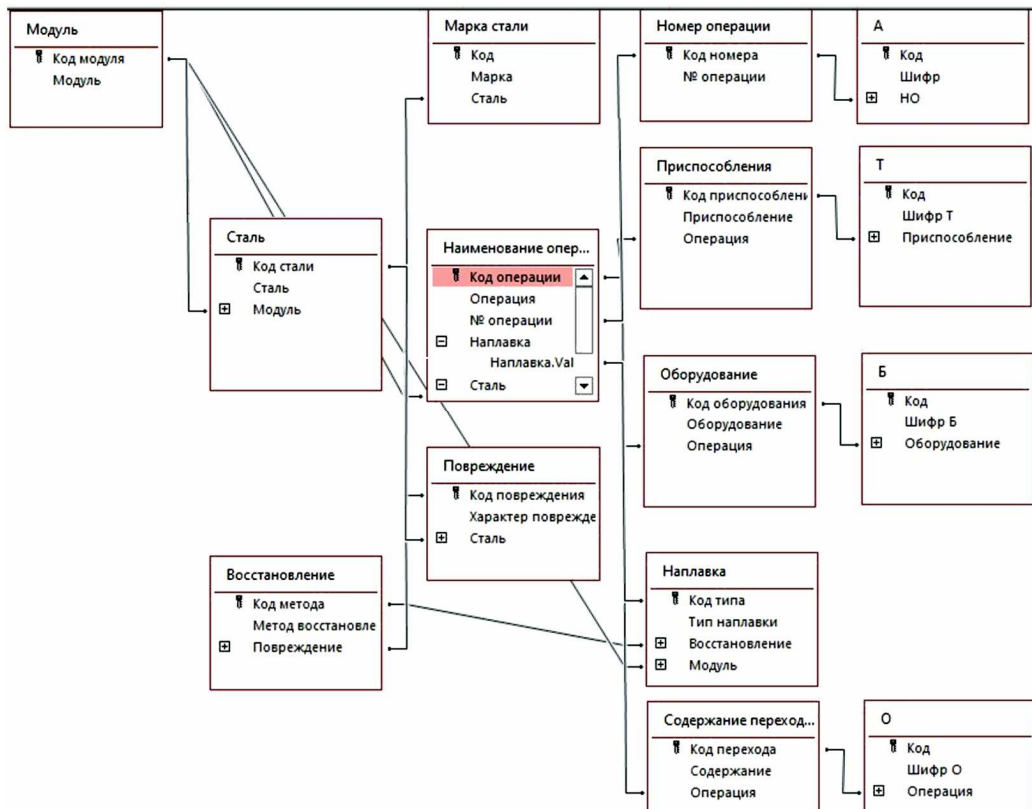 Модуль
Код модуля
Модуль
Марка стали
Код
Марка
Сталь
Номер операции
Код номера
№ операции
А
Код
Шифр
НО
Приспособления
Код приспособлени
Приспособление
Операция
Т
Код
Шифр Т
Приспособление
Сталь
Код стали
Сталь
Модуль
Наименование опер...
Код операции
Операция
№ операции
Наплавка
Наплавка.Val
Сталь
Оборудование
Код оборудования
Оборудование
Операция
Б
Код
Шифр Б
Оборудование
Повреждение
Код повреждения
Характер поврежде
Сталь
Восстановление
Код метода
Метод восстановле
Повреждение
Наплавка
Код типа
Тип наплавки
Восстановление
Модуль
Содержание переход...
Код перехода
Содержание
Операция
О
Код
Шифр О
Операция